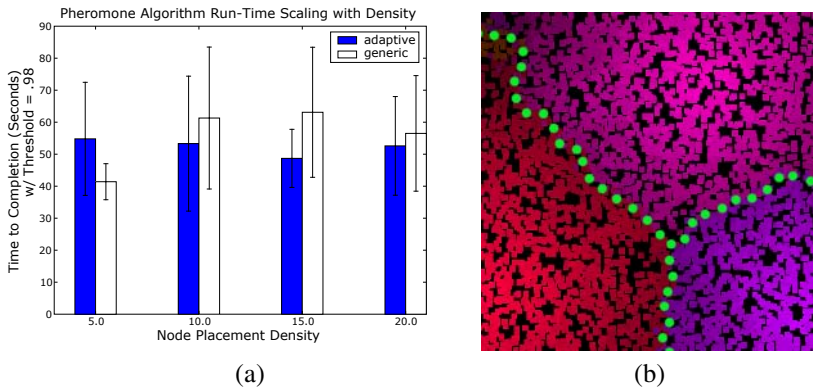 Pheromone Algorithm Run-Time Scaling with Density
adaptive
generic
Time to Completion (Seconds)
w/ Threshold = .98
90
80
70
60
50
40
30
20
10
0
5.0
10.0
15.0
20.0
Node Placement Density
(a)
(b)